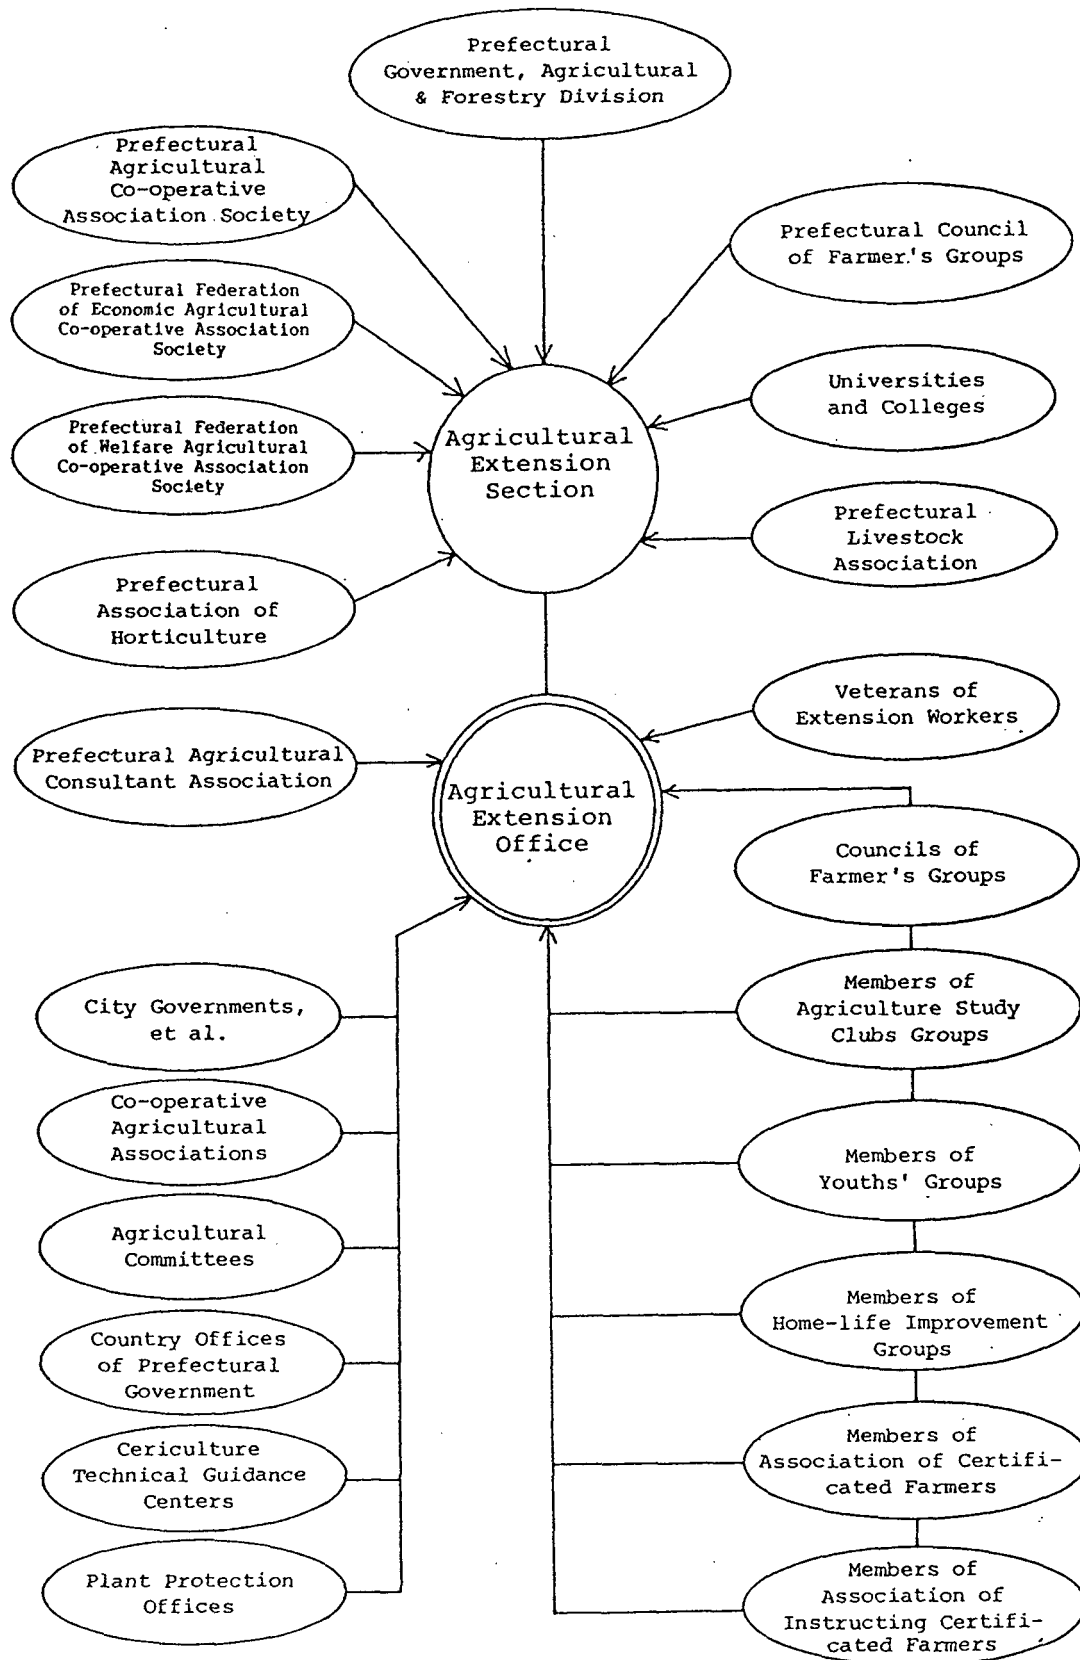 Prefectural
Government, Agricultural
& Forestry Division
Prefectural
Agricultural
Co-operative
Association Society
Prefectural Council
of Farmer's Groups
Prefectural Federation
of Economic Agricultural
Co-operative Association
Society
Universities
and Colleges
Prefectural Federation
of Welfare Agricultural
Co-operative Association
Society
Agricultural
Extension
Section
Prefectural
Livestock
Association
Prefectural
Association of
Horticulture
Veterans of
Extension Workers
Prefectural Agricultural
Consultant Association
Agricultural
Extension
Office
Councils of
Farmer's Groups
City Governments,
et al.
Members of
Agriculture Study
Clubs Groups
Co-operative
Agricultural
Associations
Members of
Youths' Groups
Agricultural
Committees
Members of
Home-life Improvement
Groups
Country Offices
of Prefectural
Government
Members of
Association of Certifi-
cated Farmers
Cericulture
Technical Guidance
Centers
Plant Protection
Offices
Members of
Association of
Instructing Certifi-
cated Farmers